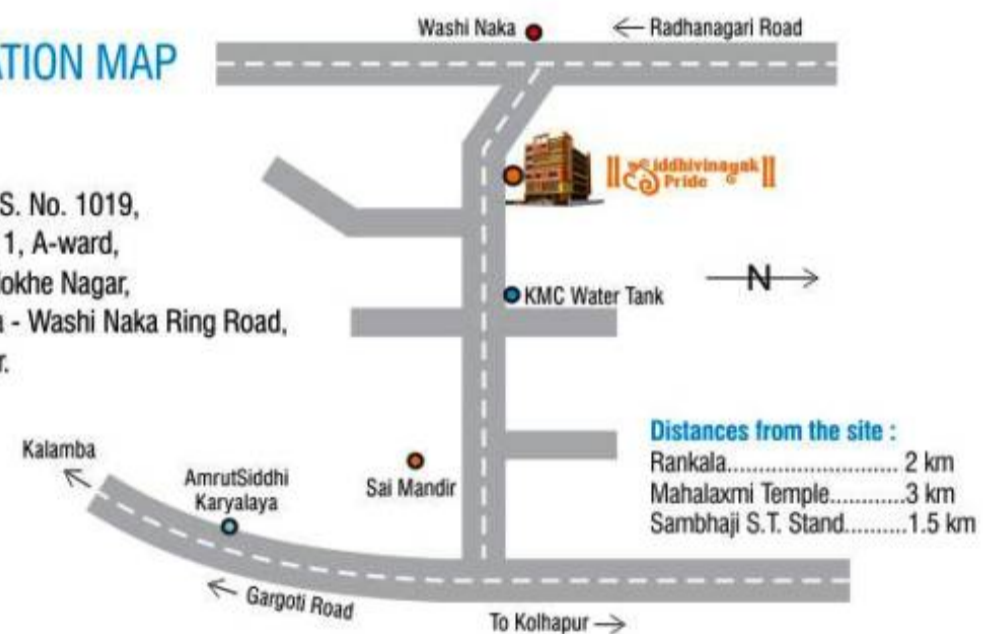 Washi Naka
Radhanagari Road
ATION MAP
|| Siddhivinayak ||
Pride
S. No. 1019,
1, A-ward,
okhe Nagar,
a - Washi Naka Ring Road,
r.
N
KMC Water Tank
Kalamba
AmrutSiddhi
Karyalaya
Sai Mandir
Distances from the site :
Rankala.......................... 2 km
Mahalaxmi Temple............3 km
Sambhaji S.T. Stand..........1.5 km
Gargoti Road
To Kolhapur